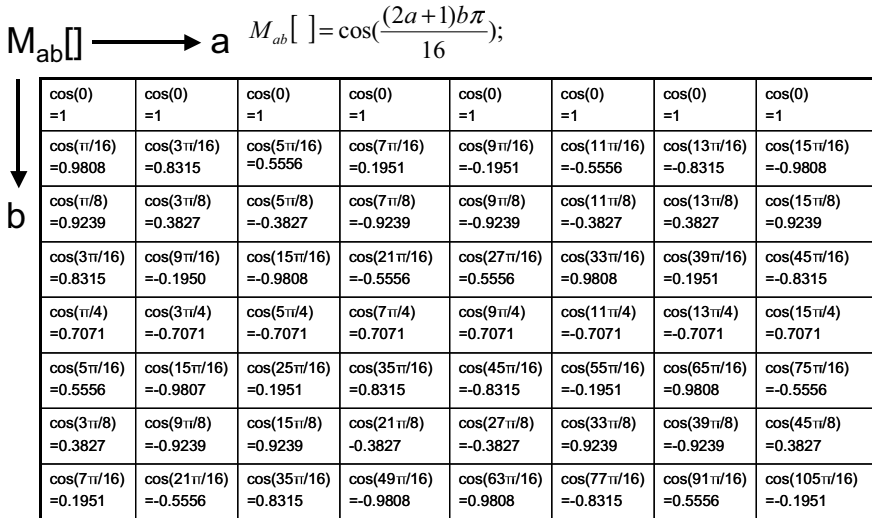 M_ab[] → a M_ab[ ]=cos((2a+1)bπ/16);
b
cos(0) cos(0) cos(0) cos(0) cos(0) cos(0) cos(0) cos(0)
=1 =1 =1 =1 =1 =1 =1 =1
cos(π/16) cos(3π/16) cos(5π/16) cos(7π/16) cos(9π/16) cos(11π/16) cos(13π/16) cos(15π/16)
=0.9808 =0.8315 =0.5556 =0.1951 =-0.1951 =-0.5556 =-0.8315 =-0.9808
cos(π/8) cos(3π/8) cos(5π/8) cos(7π/8) cos(9π/8) cos(11π/8) cos(13π/8) cos(15π/8)
=0.9239 =0.3827 =-0.3827 =-0.9239 =-0.9239 =-0.3827 =0.3827 =0.9239
cos(3π/16) cos(9π/16) cos(15π/16) cos(21π/16) cos(27π/16) cos(33π/16) cos(39π/16) cos(45π/16)
=0.8315 =-0.1950 =-0.9808 =-0.5556 =0.5556 =0.9808 =0.1951 =-0.8315
cos(π/4) cos(3π/4) cos(5π/4) cos(7π/4) cos(9π/4) cos(11π/4) cos(13π/4) cos(15π/4)
=0.7071 =-0.7071 =-0.7071 =0.7071 =0.7071 =-0.7071 =-0.7071 =0.7071
cos(5π/16) cos(15π/16) cos(25π/16) cos(35π/16) cos(45π/16) cos(55π/16) cos(65π/16) cos(75π/16)
=0.5556 =-0.9807 =0.1951 =0.8315 =-0.8315 =-0.1951 =0.9808 =-0.5556
cos(3π/8) cos(9π/8) cos(15π/8) cos(21π/8) cos(27π/8) cos(33π/8) cos(39π/8) cos(45π/8)
=0.3827 =-0.9239 =0.9239 -0.3827 =-0.3827 =0.9239 =-0.9239 =0.3827
cos(7π/16) cos(21π/16) cos(35π/16) cos(49π/16) cos(63π/16) cos(77π/16) cos(91π/16) cos(105π/16)
=0.1951 =-0.5556 =0.8315 =-0.9808 =0.9808 =-0.8315 =0.5556 =-0.1951